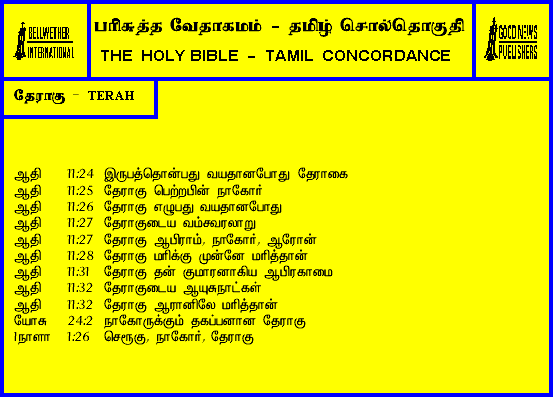 BELLWETHER
INTERNATIONAL
பரிசுத்த வேதாகமம் - தமிழ் சொல்தொகுதி
THE HOLY BIBLE - TAMIL CONCORDANCE
GOOD NEWS
PUBLISHERS
தேராகு - TERAH
ஆதி 11:24 இருபத்தொன்பது வயதானபோது தேராகை
ஆதி 11:25 தேராகு பெற்றபின் நாகோர்
ஆதி 11:26 தேராகு எழுபது வயதானபோது
ஆதி 11:27 தேராகுடைய வம்சவரலாறு
ஆதி 11:27 தேராகு ஆபிராம், நாகோர், ஆரோன்
ஆதி 11:28 தேராகு மரிக்கு முன்னே மரித்தான்
ஆதி 11:31 தேராகு தன் குமாரனாகிய ஆபிரகாமை
ஆதி 11:32 தேராகுடைய ஆயுசுநாட்கள்
ஆதி 11:32 தேராகு ஆரானிலே மரித்தான்
யோசு 24:2 நாகோருக்கும் தகப்பனான தேராகு
1நாளா 1:26 செரூகு, நாகோர், தேராகு